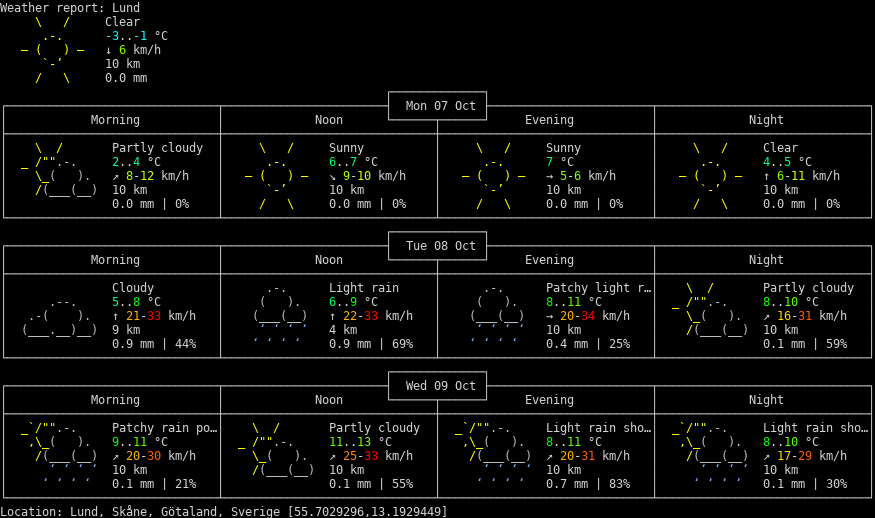 Weather report: Lund
Clear
-3..-1 °C
↓ 6 km/h
10 km
0.0 mm
Mon 07 Oct
Morning Noon Evening Night
Partly cloudy Sunny Sunny Clear
2..4 °C 6..7 °C 7 °C 4..5 °C
↗ 8-12 km/h ↘ 9-10 km/h → 5-6 km/h ↑ 6-11 km/h
10 km 10 km 10 km 10 km
0.0 mm | 0% 0.0 mm | 0% 0.0 mm | 0% 0.0 mm | 0%
Tue 08 Oct
Morning Noon Evening Night
Cloudy Light rain Patchy light r… Partly cloudy
5..8 °C 6..9 °C 8..11 °C 8..10 °C
↑ 21-33 km/h ↑ 22-33 km/h → 20-34 km/h ↗ 16-31 km/h
9 km 4 km 10 km 10 km
0.9 mm | 44% 0.9 mm | 69% 0.4 mm | 25% 0.1 mm | 59%
Wed 09 Oct
Morning Noon Evening Night
Patchy rain po… Partly cloudy Light rain sho… Light rain sho…
9..11 °C 11..13 °C 8..11 °C 8..10 °C
↗ 20-30 km/h ↗ 25-33 km/h ↗ 20-31 km/h ↗ 17-29 km/h
10 km 10 km 10 km 10 km
0.1 mm | 21% 0.1 mm | 55% 0.7 mm | 83% 0.1 mm | 30%
Location: Lund, Skåne, Götaland, Sverige [55.7029296,13.1929449]